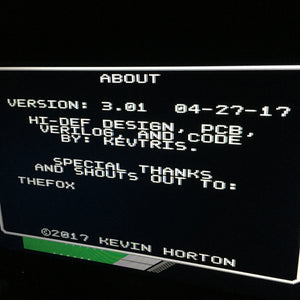 ABOUT
VERSION: 3.01 04-27-17
HI-DEF DESIGN, PCB,
VERILOG, AND CODE
BY: KEVTRIS.
SPECIAL THANKS
AND SHOUTS OUT TO:
THEFOX
©2017 KEVIN HORTON